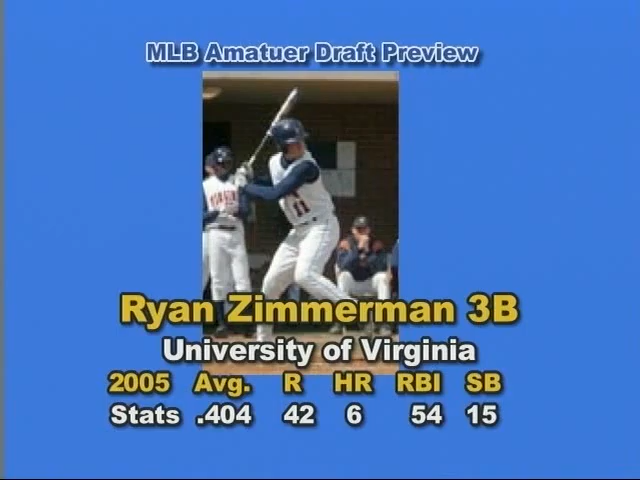 MLB Amatuer Draft Preview
11
Ryan Zimmerman 3B
University of Virginia
2005 Avg. R HR RBI SB
Stats .404 42 6 54 15